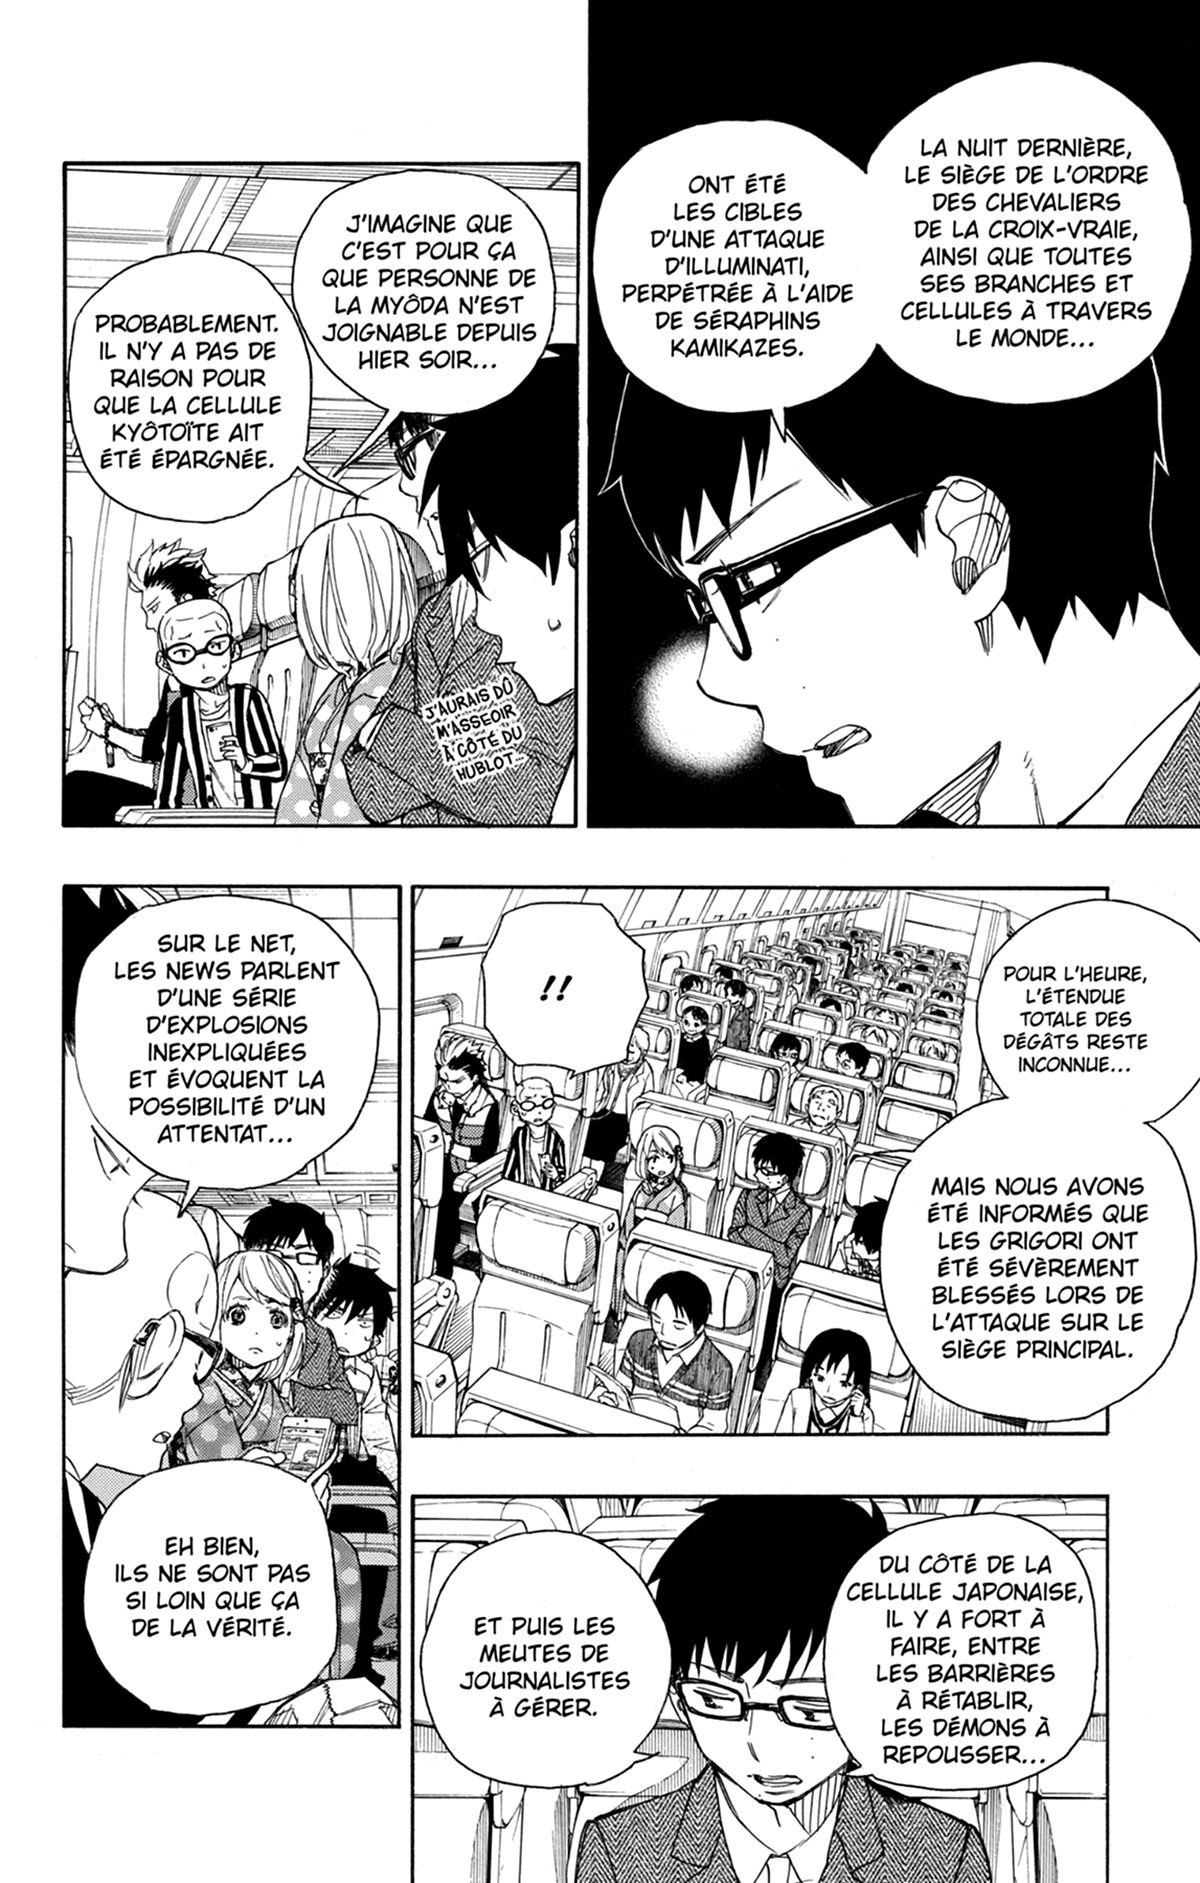 LA NUIT DERNIÈRE,
LE SIÈGE DE L'ORDRE
DES CHEVALIERS
DE LA CROIX-VRAIE,
AINSI QUE TOUTES
SES BRANCHES ET
CELLULES À TRAVERS
LE MONDE...
ONT ÉTÉ
LES CIBLES
D'UNE ATTAQUE
D'ILLUMINATI,
PERPÉTRÉE À L'AIDE
DE SÉRAPHINS
KAMIKAZES.
J'IMAGINE QUE
C'EST POUR ÇA
QUE PERSONNE DE
LA MYÔDA N'EST
JOIGNABLE DEPUIS
HIER SOIR...
PROBABLEMENT.
IL N'Y A PAS DE
RAISON POUR
QUE LA CELLULE
KYÔTOÏTE AIT
ÉTÉ ÉPARGNÉE.
J'AURAIS DÛ
M'ASSEOIR
À CÔTÉ DU
HUBLOT...
POUR L'HEURE,
L'ÉTENDUE
TOTALE DES
DÉGÂTS RESTE
INCONNUE...
MAIS NOUS AVONS
ÉTÉ INFORMÉS QUE
LES GRIGORI ONT
ÉTÉ SÉVÈREMENT
BLESSÉS LORS DE
L'ATTAQUE SUR LE
SIÈGE PRINCIPAL.
!!
SUR LE NET,
LES NEWS PARLENT
D'UNE SÉRIE
D'EXPLOSIONS
INEXPLIQUÉES
ET ÉVOQUENT LA
POSSIBILITÉ D'UN
ATTENTAT...
EH BIEN,
ILS NE SONT PAS
SI LOIN QUE ÇA
DE LA VÉRITÉ.
DU CÔTÉ DE LA
CELLULE JAPONAISE,
IL Y A FORT À
FAIRE, ENTRE
LES BARRIÈRES
À RÉTABLIR,
LES DÉMONS À
REPOUSSER...
ET PUIS LES
MEUTES DE
JOURNALISTES
À GÉRER.